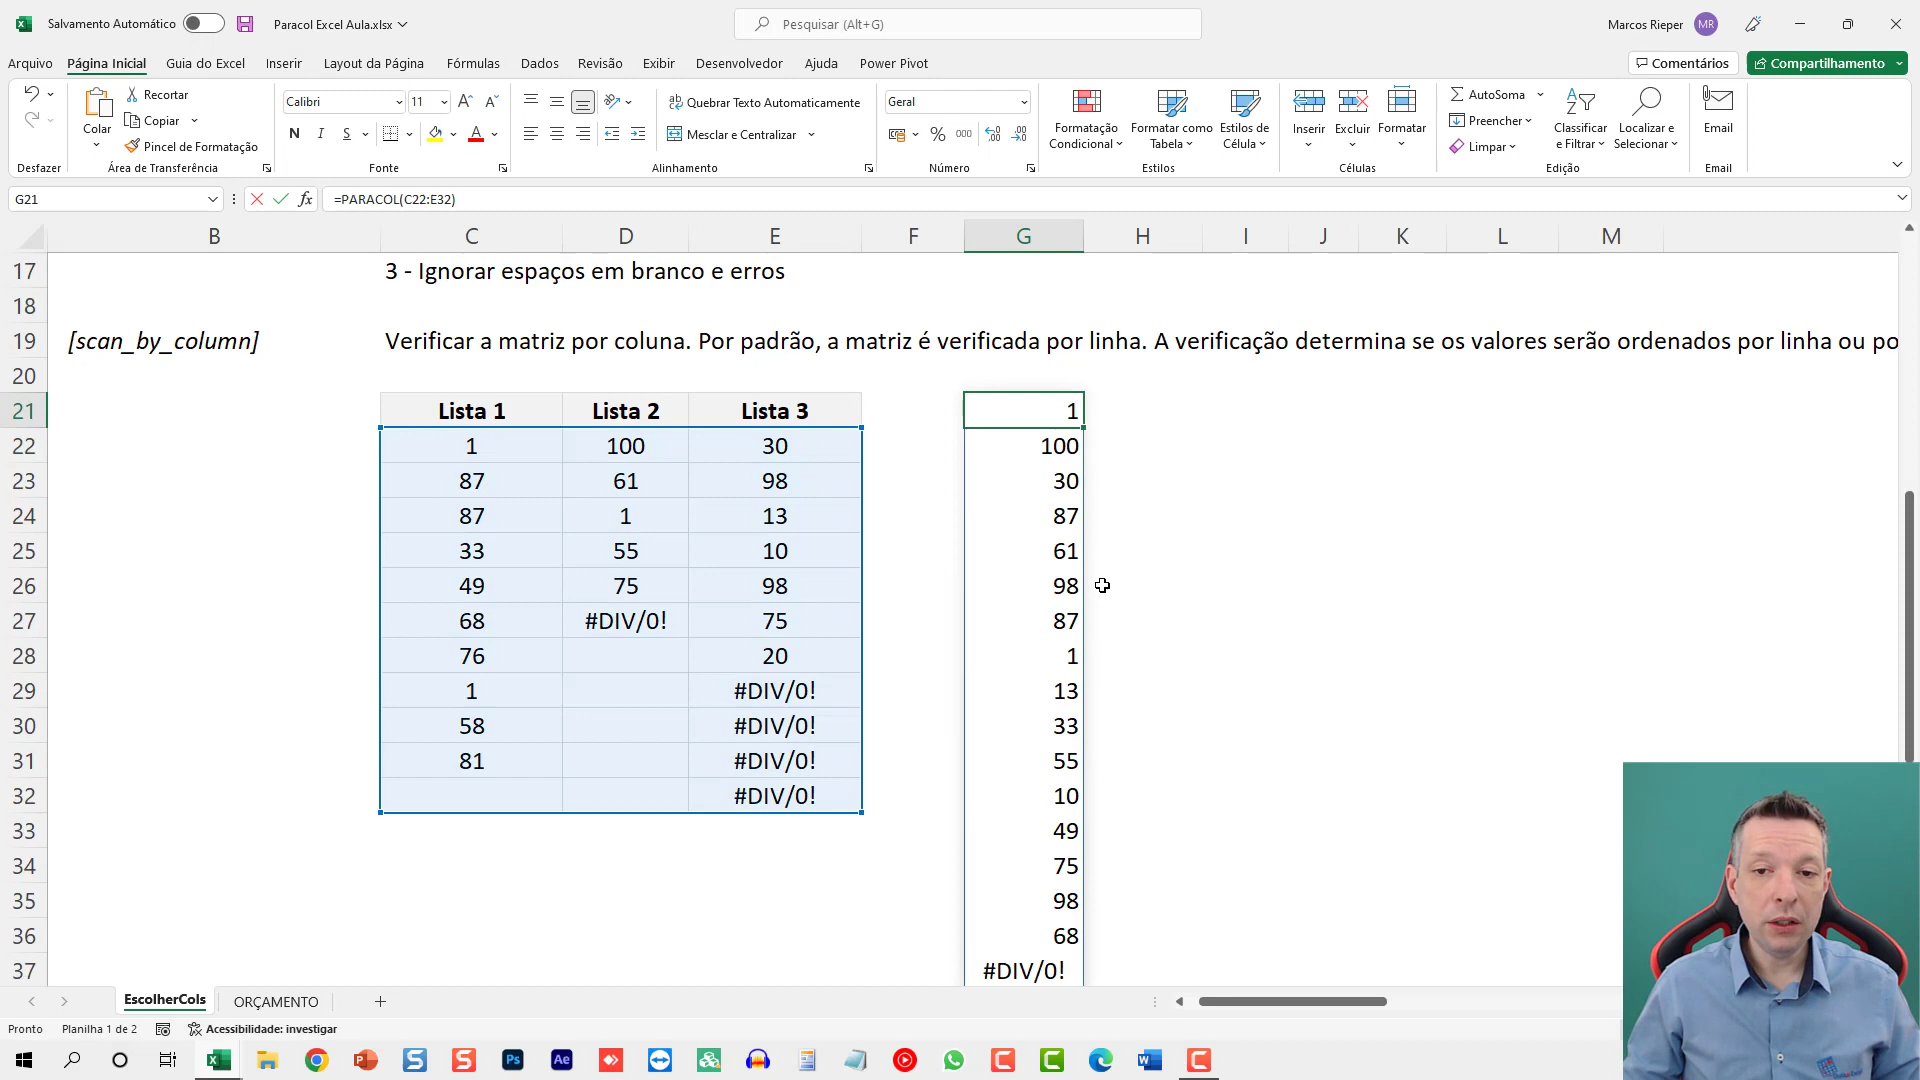 Salvamento Automático
Paracol Excel Aula.xlsx
Pesquisar (Alt+G)
Marcos Rieper
MR
Arquivo
Página Inicial
Guia do Excel
Inserir
Layout da Página
Fórmulas
Dados
Revisão
Exibir
Desenvolvedor
Ajuda
Power Pivot
Comentários
Compartilhamento
Desfazer
Colar
Recortar
Copiar
Pincel de Formatação
Área de Transferência
Calibri
11
N
I
S
Fonte
Quebrar Texto Automaticamente
Mesclar e Centralizar
Alinhamento
Geral
Número
Formatação Condicional
Formatar como Tabela
Estilos de Célula
Estilos
Inserir
Excluir
Formatar
Células
AutoSoma
Preencher
Limpar
Classificar e Filtrar
Localizar e Selecionar
Edição
Email
Email
G21
fx
=PARACOL(C22:E32)
B C D E F G H I J K L M
17 3 - Ignorar espaços em branco e erros
18
19 [scan_by_column] Verificar a matriz por coluna. Por padrão, a matriz é verificada por linha. A verificação determina se os valores serão ordenados por linha ou po
20
21 Lista 1 Lista 2 Lista 3 1
22 1 100 30 100
23 87 61 98 30
24 87 1 13 87
25 33 55 10 61
26 49 75 98 98
27 68 #DIV/0! 75 87
28 76 20 1
29 1 #DIV/0! 13
30 58 #DIV/0! 33
31 81 #DIV/0! 55
32 #DIV/0! 10
33 49
34 75
35 98
36 68
37 #DIV/0!
EscolherCols
ORÇAMENTO
Pronto
Planilha 1 de 2
Acessibilidade: investigar